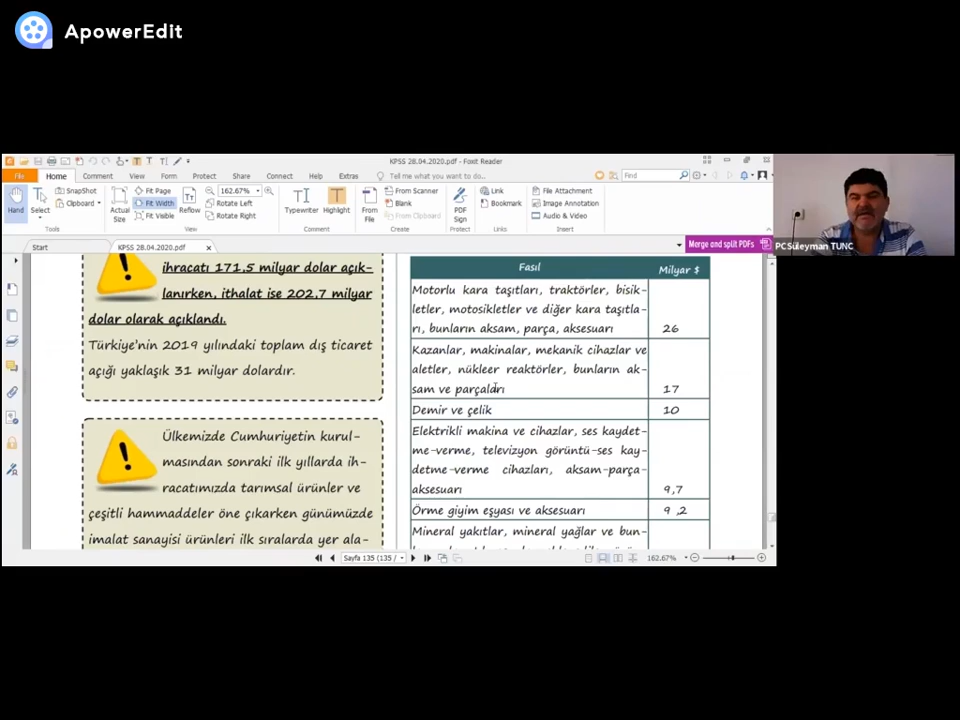 ApowerEdit
KPSS 28.04.2020.pdf - Foxit Reader
File Home Comment View Form Protect Share Connect Help Extras Tell me what you want to do... Find
Hand
Select
SnapShot
Clipboard
Tools
Actual Size
Fit Page
Fit Width
Fit Visible
Reflow
162.67%
Rotate Left
Rotate Right
View
Typewriter
Highlight
Comment
From File
From Scanner
Blank
From Clipboard
Create
PDF Sign
Protect
Link
Bookmark
Links
File Attachment
Image Annotation
Audio & Video
Insert
Start
KPSS 28.04.2020.pdf
Merge and split PDFs
PCSüleyman TUNC
ihracatı 171.5 milyar dolar açık-
lanırken, ithalat ise 202.7 milyar
dolar olarak açıklandı.
Türkiye'nin 2019 yılındaki toplam dış ticaret
açığı yaklaşık 31 milyar dolardır.
Ülkemizde Cumhuriyetin kurul-
masından sonraki ilk yıllarda ih-
racatımızda tarımsal ürünler ve
çeşitli hammaddeler öne çıkarken günümüzde
imalat sanayisi ürünleri ilk sıralarda yer ala-
Fasıl Milyar $
Motorlu kara taşıtları, traktörler, bisik-
letler, motosikletler ve diğer kara taşıtla-
rı, bunların aksam, parça, aksesuarı 26
Kazanlar, makinalar, mekanik cihazlar ve
aletler, nükleer reaktörler, bunların ak-
sam ve parçaları 17
Demir ve çelik 10
Elektrikli makina ve cihazlar, ses kaydet-
me-verme, televizyon görüntü-ses kay-
detme-verme cihazları, aksam-parça-
aksesuarı 9,7
Örme giyim eşyası ve aksesuarı 9 ,2
Mineral yakıtlar, mineral yağlar ve bun-
Sayfa 135 (135 /
162.67%